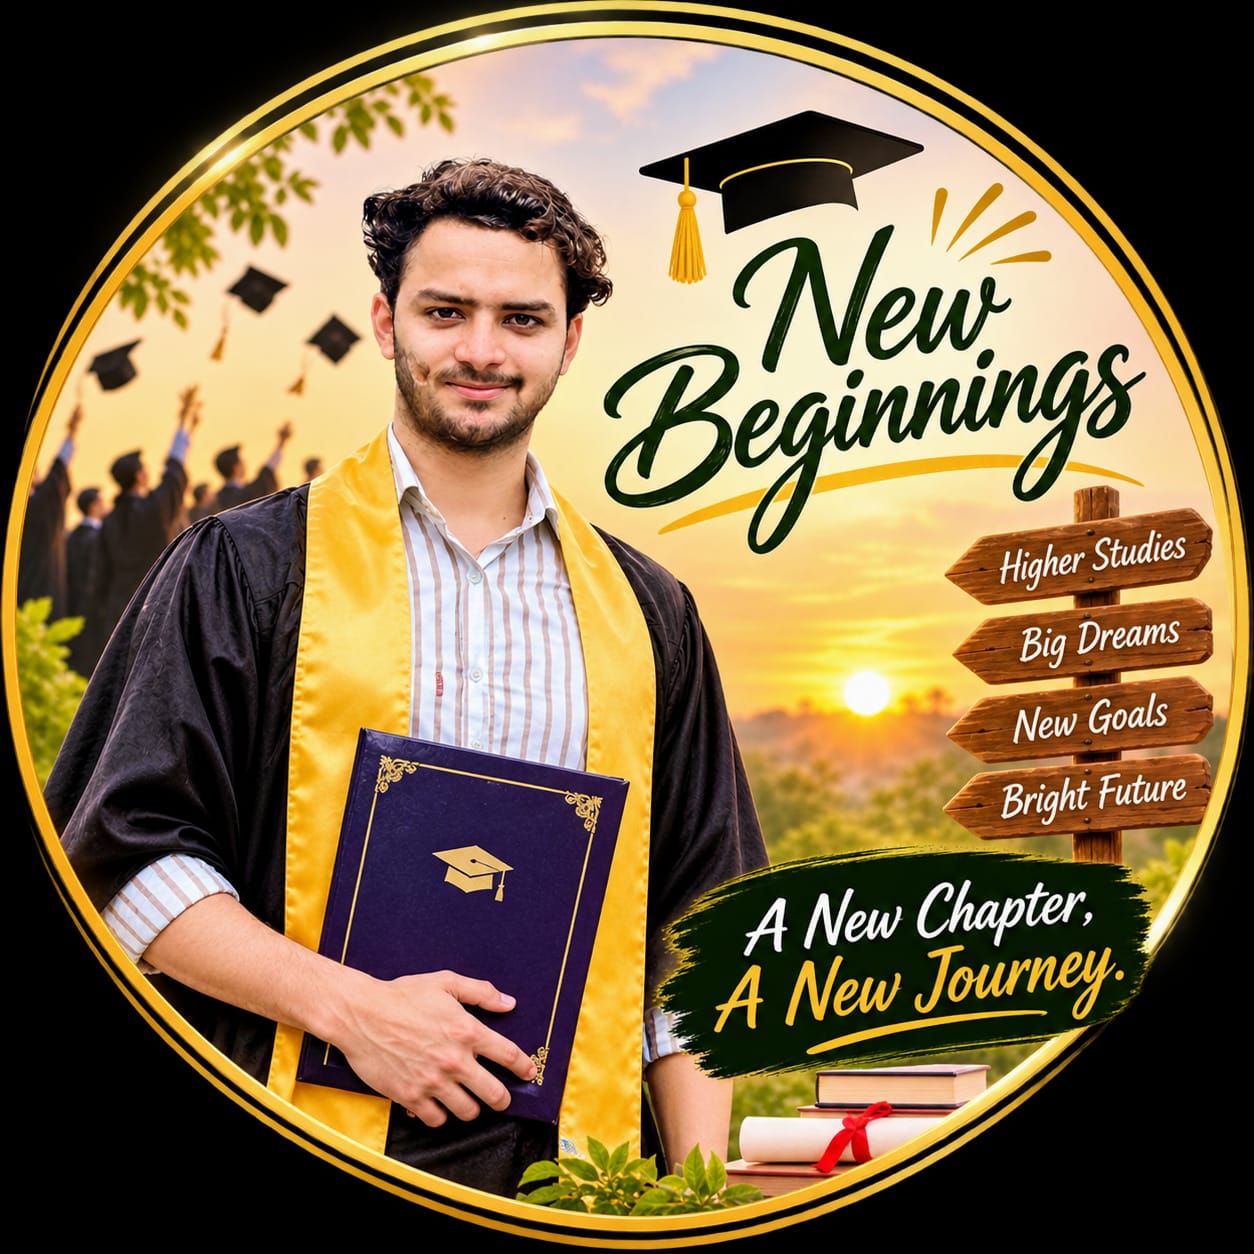 New
Beginnings
Higher Studies
Big Dreams
New Goals
Bright Future
A New Chapter,
A New Journey.